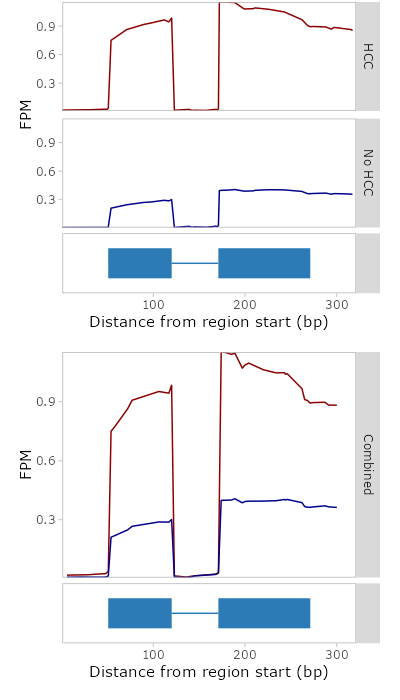 0.9
0.6
0.3
HCC
FPM
0.9
0.6
0.3
No HCC
100
200
300
Distance from region start (bp)
0.9
0.6
0.3
FPM
Combined
100
200
300
Distance from region start (bp)